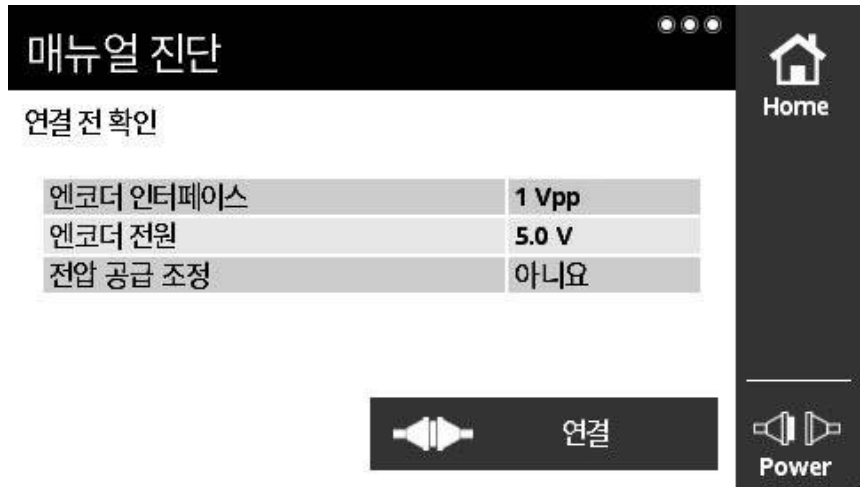 매뉴얼 진단
Home
연결 전 확인
엔코더 인터페이스 1 Vpp
엔코더 전원 5.0 V
전압 공급 조정 아니요
연결
Power